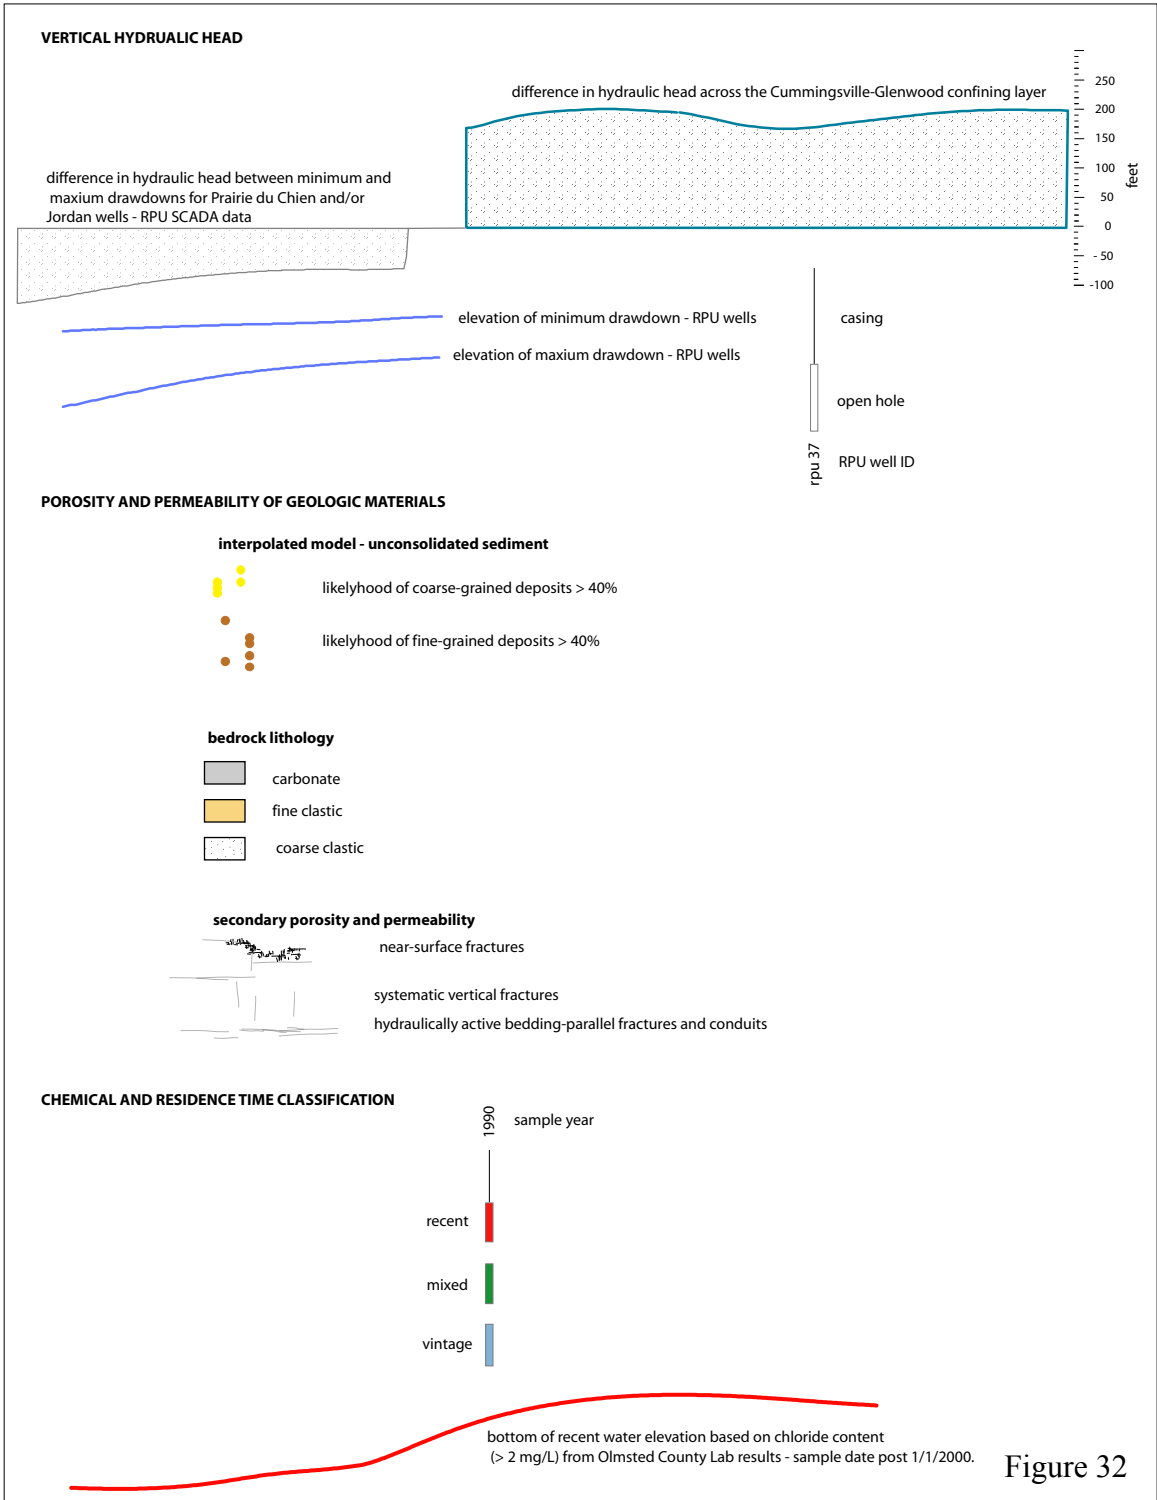 VERTICAL HYDRUALIC HEAD
difference in hydraulic head across the Cummingsville-Glenwood confining layer
250
200
150
100
50
0
- 50
-100
feet
difference in hydraulic head between minimum and
maxium drawdowns for Prairie du Chien and/or
Jordan wells - RPU SCADA data
elevation of minimum drawdown - RPU wells
elevation of maxium drawdown - RPU wells
casing
open hole
rpu 37
RPU well ID
POROSITY AND PERMEABILITY OF GEOLOGIC MATERIALS
interpolated model - unconsolidated sediment
likelyhood of coarse-grained deposits > 40%
likelyhood of fine-grained deposits > 40%
bedrock lithology
carbonate
fine clastic
coarse clastic
secondary porosity and permeability
near-surface fractures
systematic vertical fractures
hydraulically active bedding-parallel fractures and conduits
CHEMICAL AND RESIDENCE TIME CLASSIFICATION
1990
sample year
recent
mixed
vintage
bottom of recent water elevation based on chloride content
(> 2 mg/L) from Olmsted County Lab results - sample date post 1/1/2000.
Figure 32